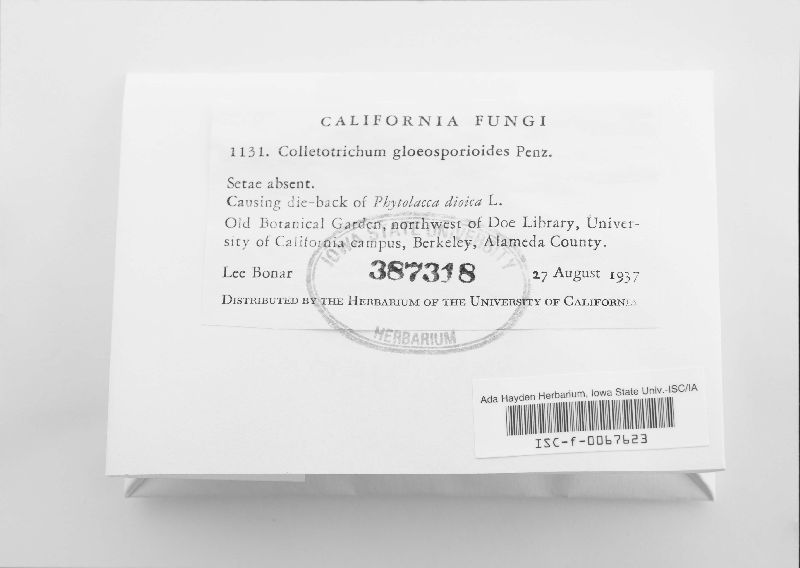 CALIFORNIA FUNGI
1131. Colletotrichum gloeosporioides Penz.
Setae absent.
Causing die-back of Phytolacca dioica L.
Old Botanical Garden, northwest of Doe Library, Univer-
sity of California campus, Berkeley, Alameda County.
Lee Bonar 387318 27 August 1937
DISTRIBUTED BY THE HERBARIUM OF THE UNIVERSITY OF CALIFORNIA
IOWA STATE UNIVERSITY
HERBARIUM
Ada Hayden Herbarium, Iowa State Univ.-ISC/IA
ISC-f-0067623